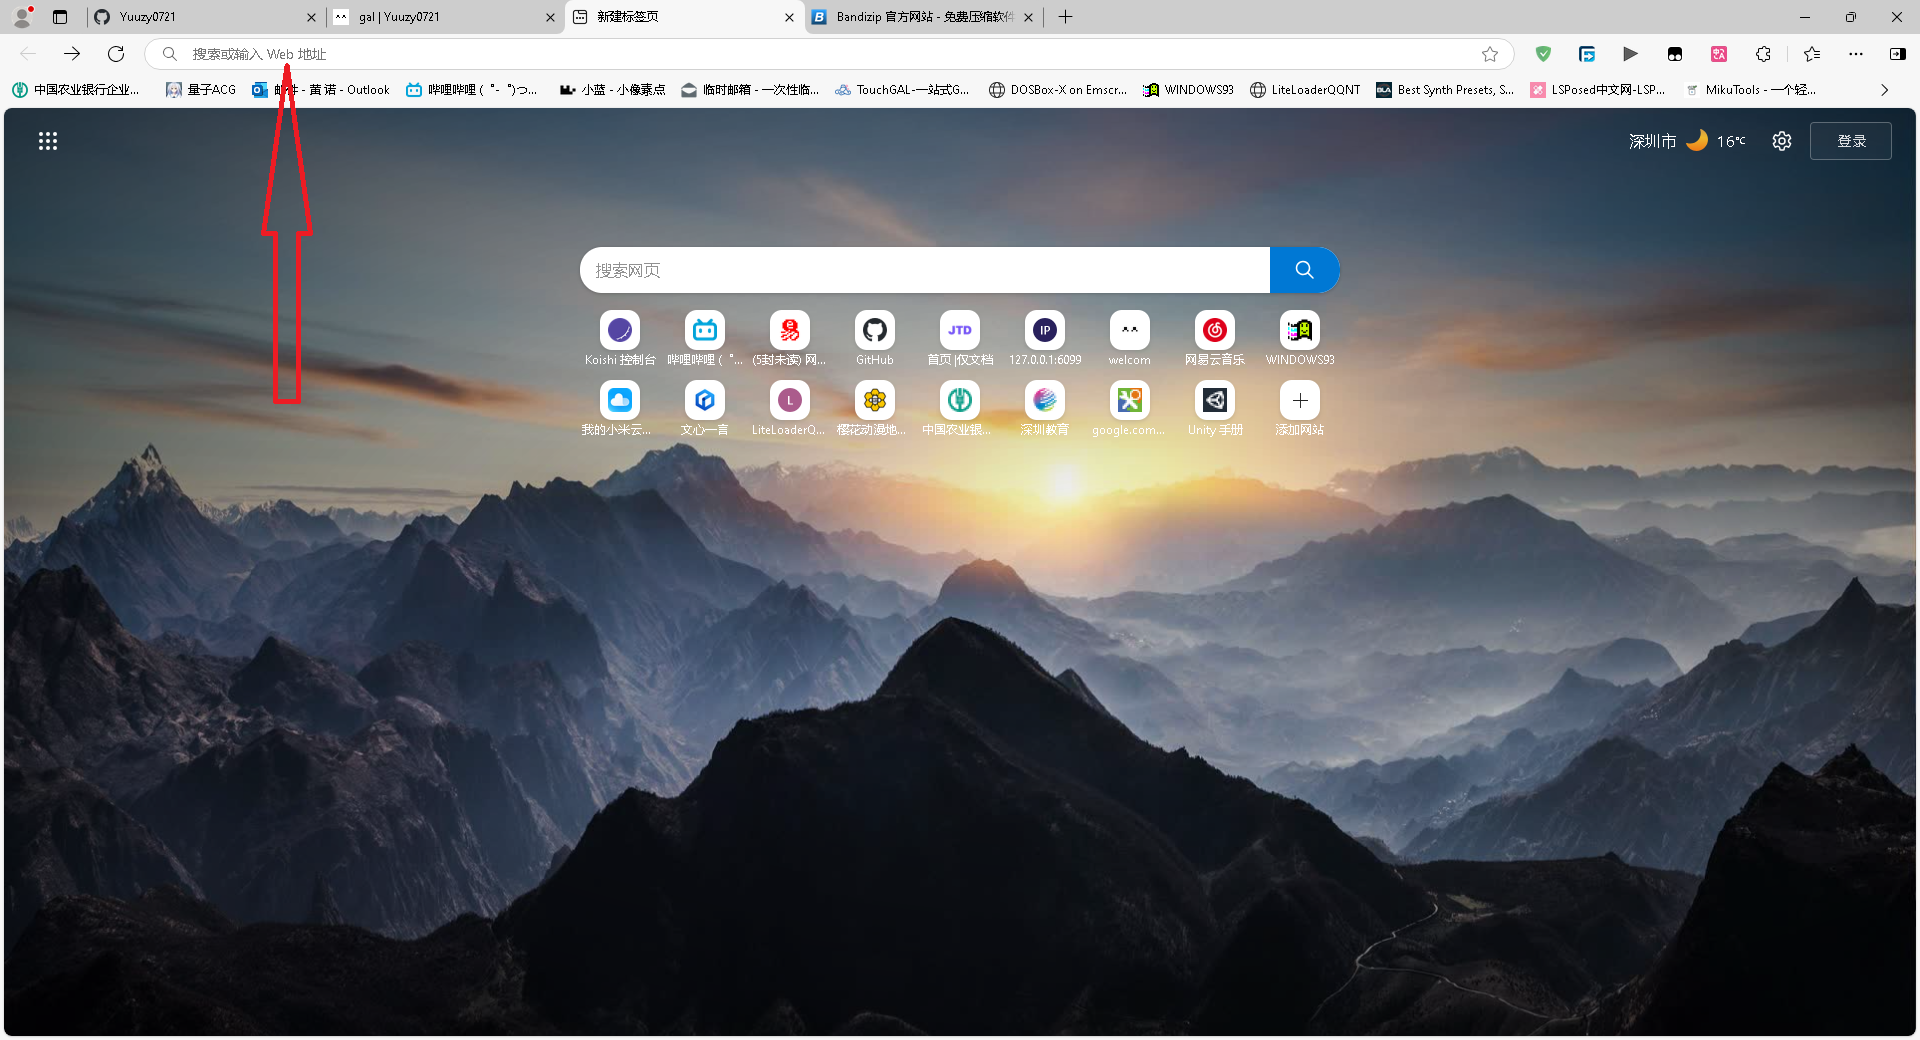 Yuuzy0721
gal | Yuuzy0721
新建标签页
Bandizip 官方网站 - 免费压缩软件
搜索或输入 Web 地址
中国农业银行企业...
量子ACG
邮件 - 黄 诺 - Outlook
哔哩哔哩 ( ゜- ゜)つ...
小蓝 - 小像素点
临时邮箱 - 一次性临...
TouchGAL-一站式G...
DOSBox-X on Emscr...
WINDOWS93
LiteLoaderQQNT
Best Synth Presets, S...
LSPosed中文网-LSP...
MikuTools - 一个轻...
深圳市
16°C
登录
搜索网页
Koishi 控制台
哔哩哔哩 ( ゜...
(5封未读) 网...
GitHub
首页 |仅文档
127.0.0.1:6099
welcom
网易云音乐
WINDOWS93
我的小米云...
文心一言
LiteLoaderQ...
樱花动漫地...
中国农业银...
深圳教育
google.com...
Unity 手册
添加网站